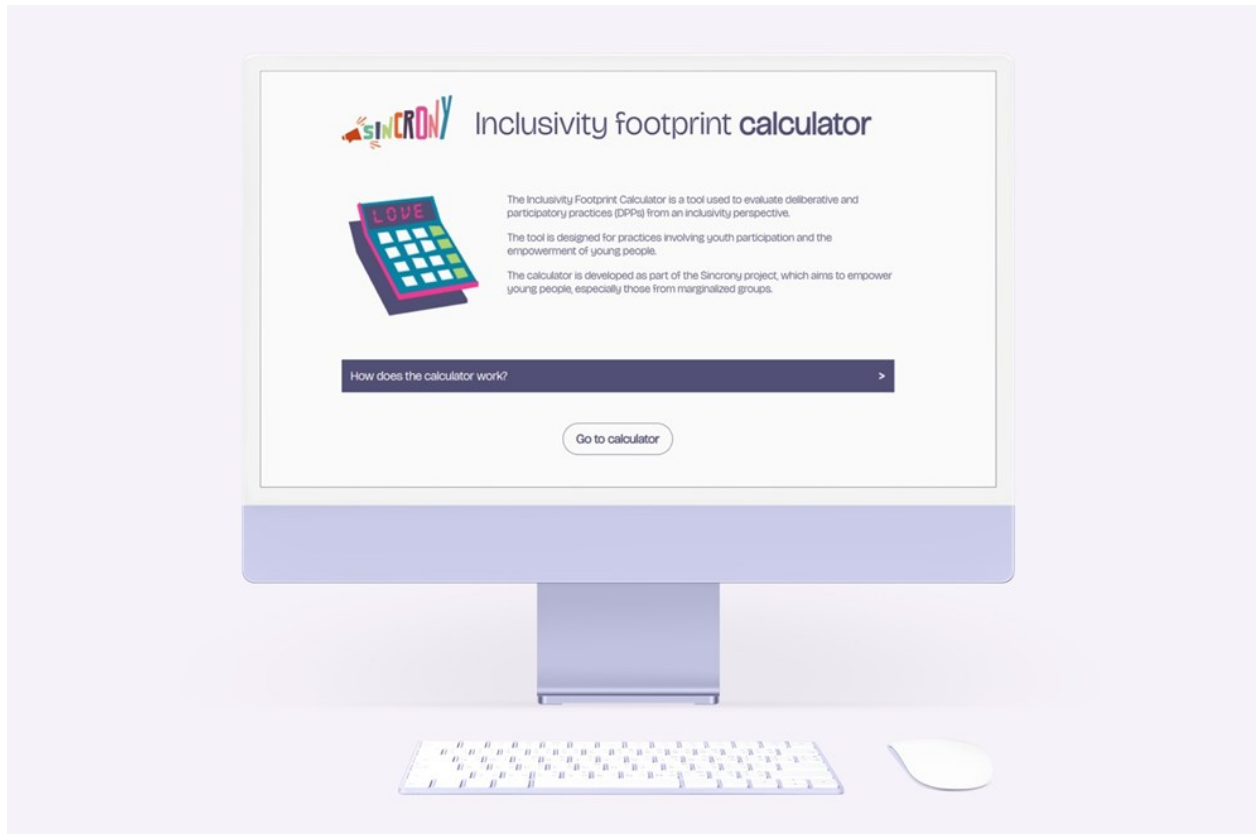 SINCRONY
Inclusivity footprint calculator
LOVE
The Inclusivity Footprint Calculator is a tool used to evaluate deliberative and
participatory practices (DPPs) from an inclusivity perspective.
The tool is designed for practices involving youth participation and the
empowerment of young people.
The calculator is developed as part of the Sincrony project, which aims to empower
young people, especially those from marginalized groups.
How does the calculator work? >
Go to calculator